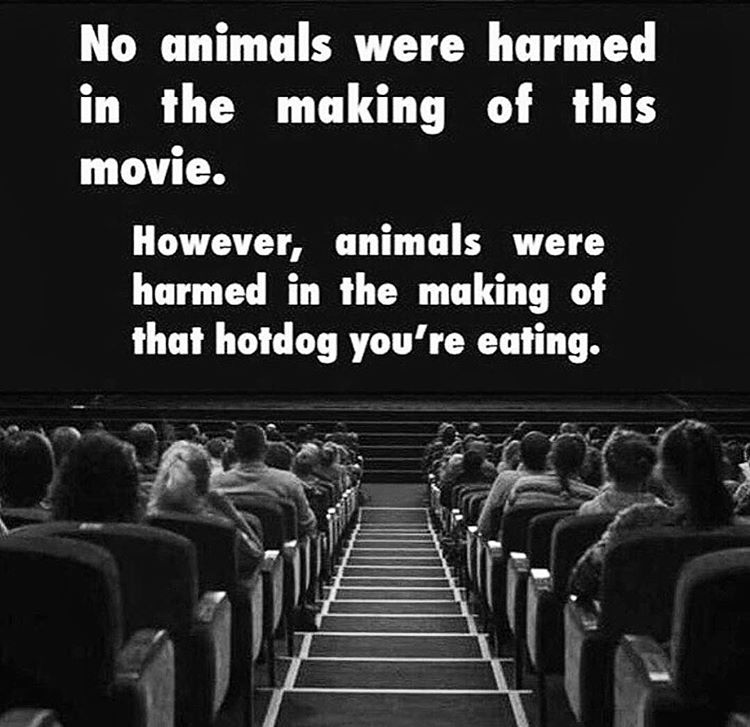 No animals were harmed
in the making of this
movie.
However, animals were
harmed in the making of
that hotdog you're eating.